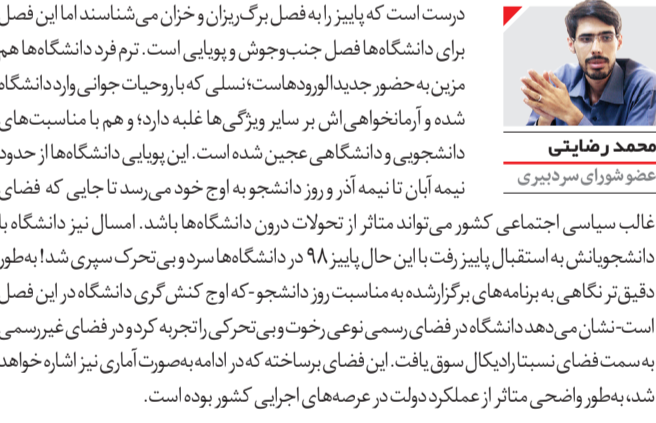 درست است که پاییز را به فصل برگ‌ریزان و خزان می‌شناسند اما این فصل
برای دانشگاه‌ها فصل جنب‌وجوش و پویایی است. ترم فرد دانشگاه‌ها هم
مزین به حضور جدیدالورودهاست؛ نسلی که با روحیات جوانی وارد دانشگاه
شده و آرمانخواهی‌اش بر سایر ویژگی‌ها غلبه دارد؛ و هم با مناسبت‌های
دانشجویی و دانشگاهی عجین شده است. این پویایی دانشگاه‌ها از حدود
نیمه آبان تا نیمه آذر و روز دانشجو به اوج خود می‌رسد تا جایی که فضای
محمد رضایتی
عضو شورای سردبیری
غالب سیاسی اجتماعی کشور می‌تواند متاثر از تحولات درون دانشگاه‌ها باشد. امسال نیز دانشگاه با
دانشجویانش به استقبال پاییز رفت با این حال پاییز ۹۸ در دانشگاه‌ها سرد و بی‌تحرک سپری شد! به‌طور
دقیق‌تر نگاهی به برنامه‌های برگزارشده به مناسبت روز دانشجو -که اوج کنش‌گری دانشگاه در این فصل
است- نشان می‌دهد دانشگاه در فضای رسمی نوعی رخوت و بی‌تحرکی را تجربه کرد و در فضای غیررسمی
به سمت فضای نسبتا رادیکال سوق یافت. این فضای برساخته که در ادامه به‌صورت آماری نیز اشاره خواهد
شد، به‌طور واضحی متاثر از عملکرد دولت در عرصه‌های اجرایی کشور بوده است.